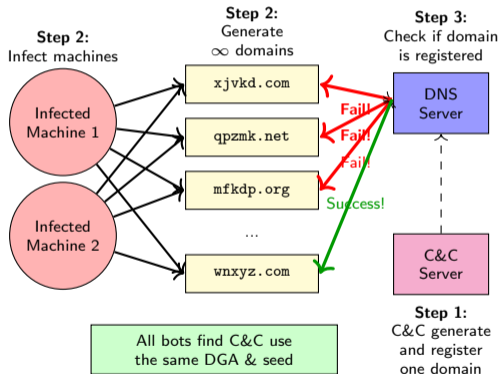 Step 2:
Infect machines
Step 2:
Generate
∞ domains
Step 3:
Check if domain
is registered
Infected
Machine 1
Infected
Machine 2
xjvkd.com
qpzmk.net
mfkdp.org
...
wnxyz.com
Fail!
Fail!
Fail!
Success!
DNS
Server
C&C
Server
Step 1:
C&C generate
and register
one domain
All bots find C&C use
the same DGA & seed